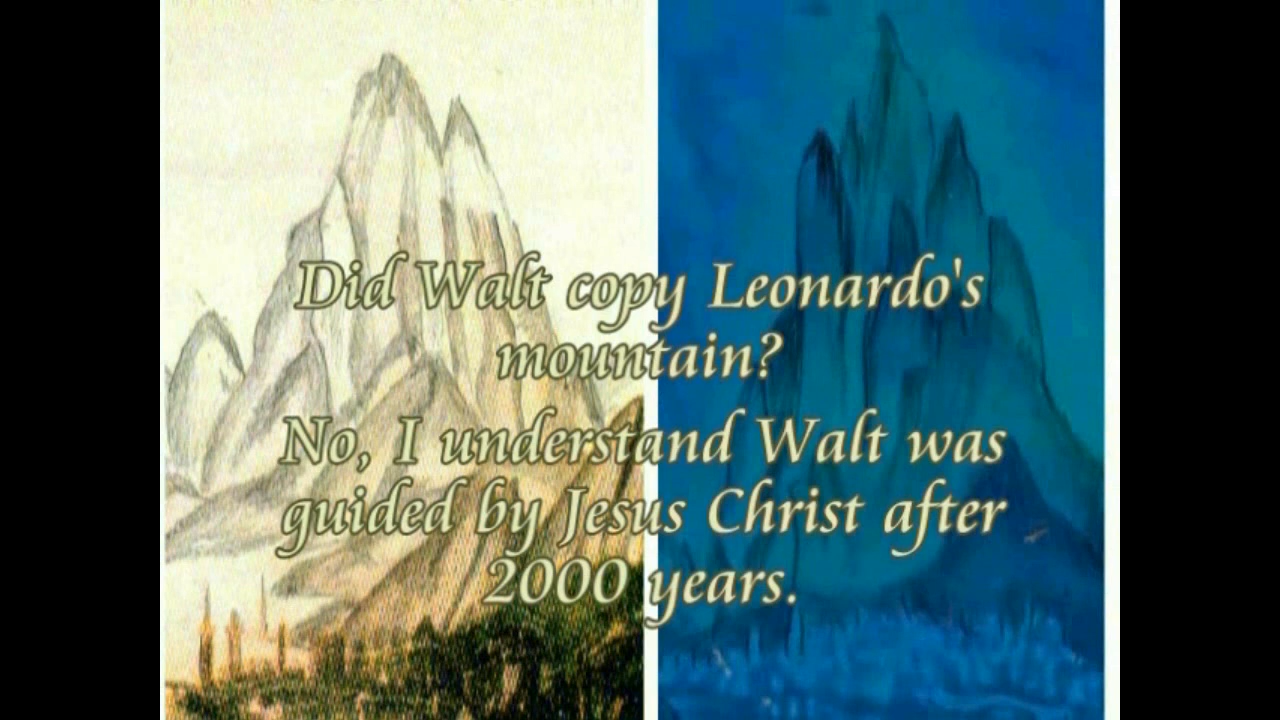 Did Walt copy Leonardo's
mountain?
No, I understand Walt was
guided by Jesus Christ after
2000 years.